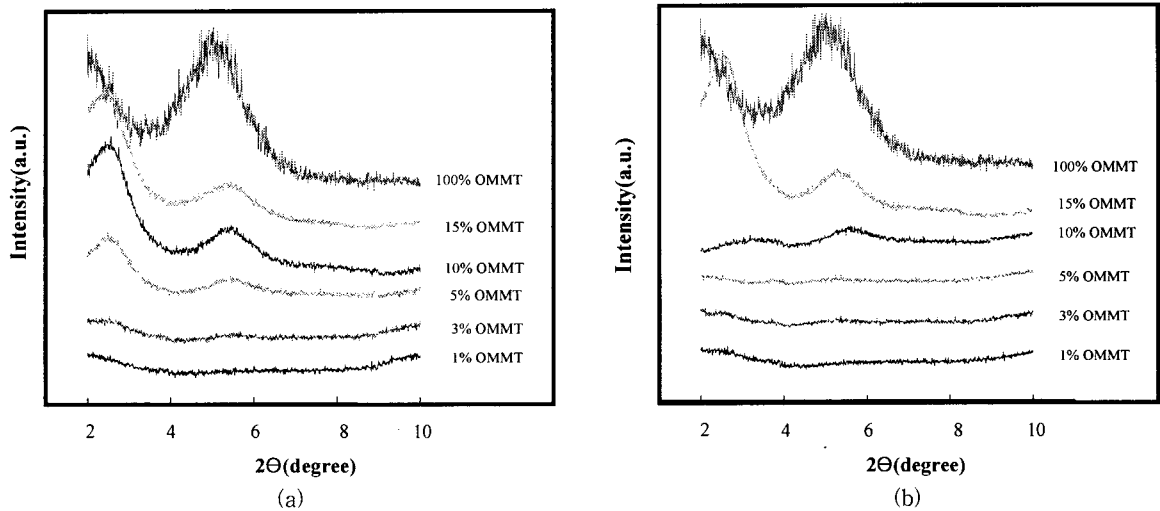 Intensity(a.u.)
100% OMMT
15% OMMT
10% OMMT
5% OMMT
3% OMMT
1% OMMT
2 4 6 8 10
2Θ(degree)
(a)
Intensity(a.u.)
100% OMMT
15% OMMT
10% OMMT
5% OMMT
3% OMMT
1% OMMT
2 4 6 8 10
2Θ(degree)
(b)